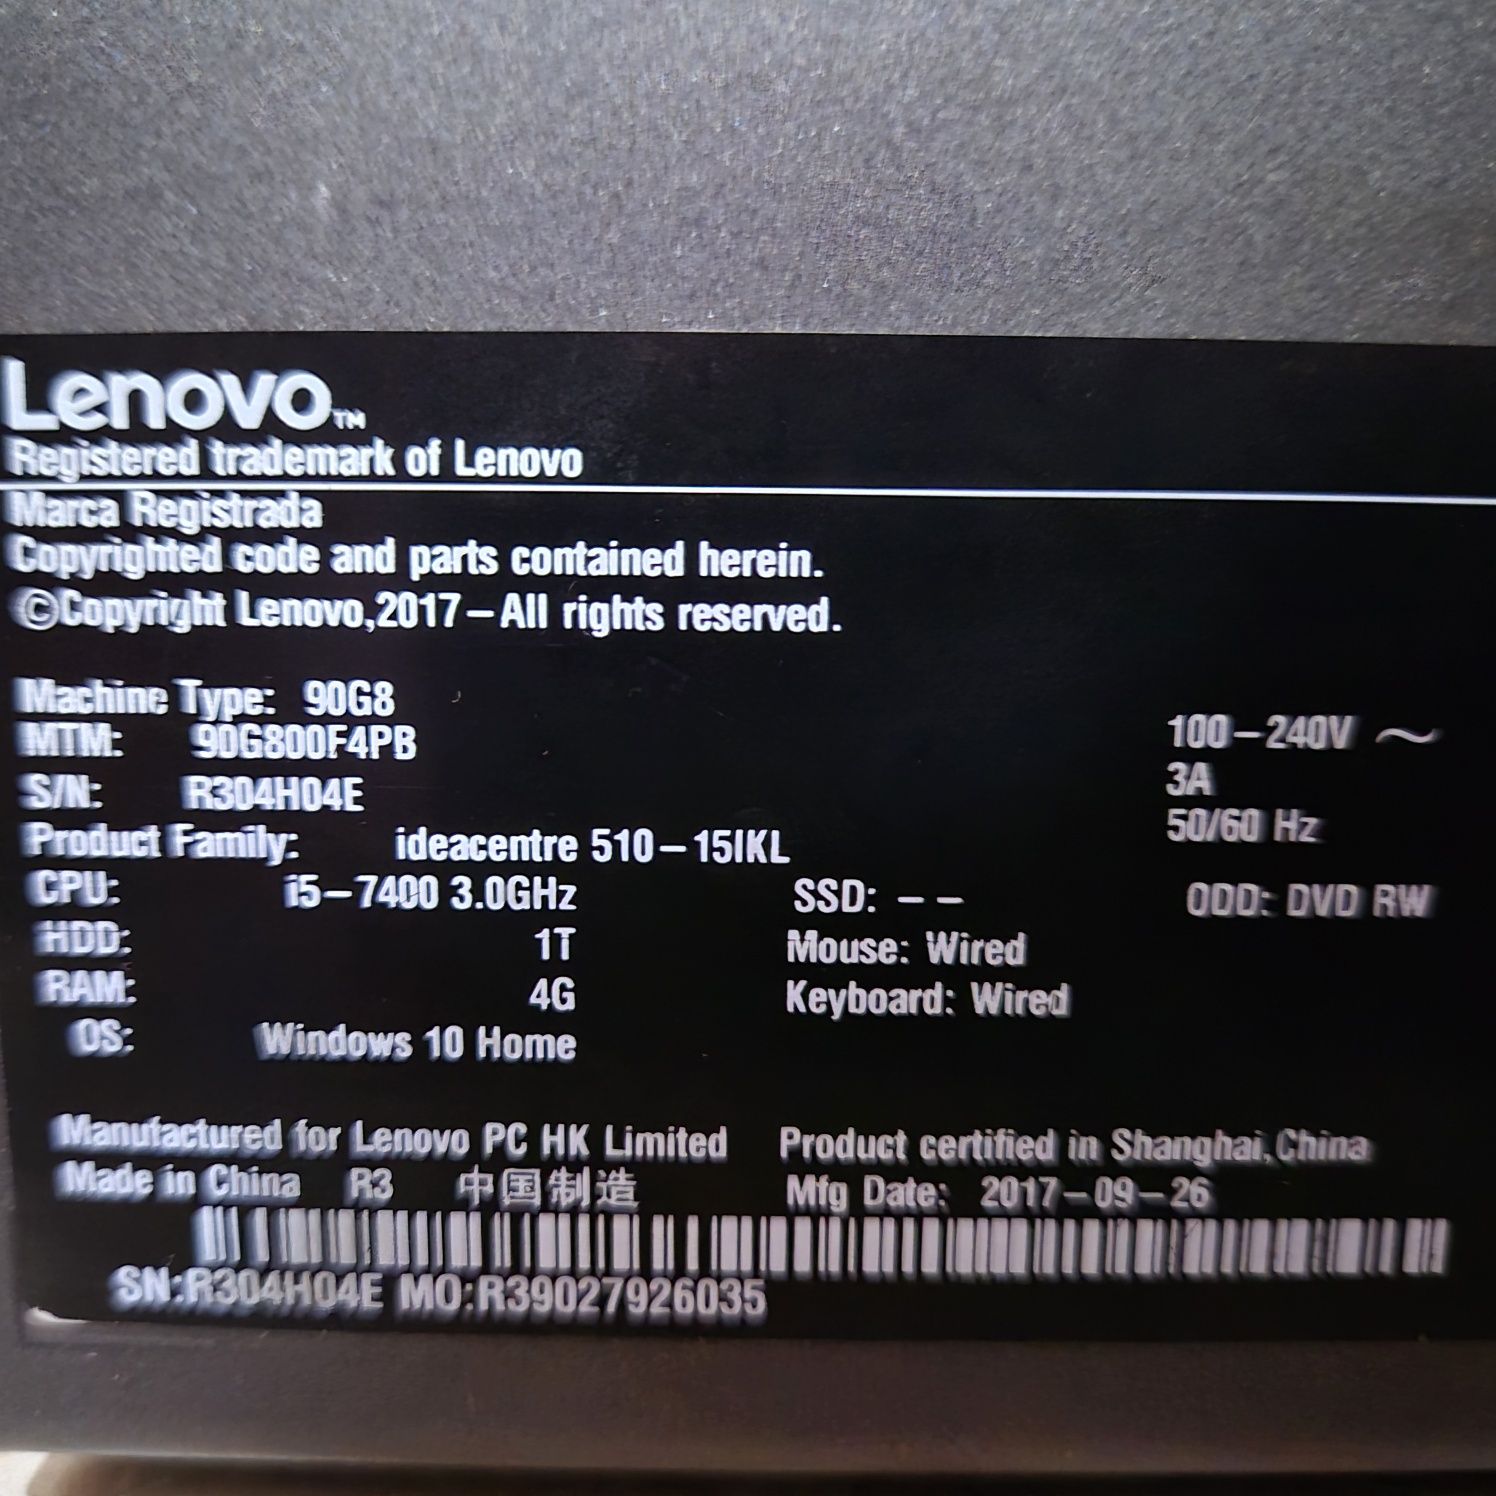 Lenovo™
Registered trademark of Lenovo
Marca Registrada
Copyrighted code and parts contained herein.
©Copyright Lenovo,2017–All rights reserved.
Machine Type: 90G8
MTM: 90G800F4PB
100–240V ～
S/N: R304H04E
3A
Product Family: ideacentre 510–15IKL
50/60 Hz
CPU: i5–7400 3.0GHz SSD: – – ODD: DVD RW
HDD: 1T Mouse: Wired
RAM: 4G Keyboard: Wired
OS: Windows 10 Home
Manufactured for Lenovo PC HK Limited Product certified in Shanghai,China
Made in China R3 中国制造 Mfg Date: 2017–09–26
SN:R304H04E MO:R39027926035